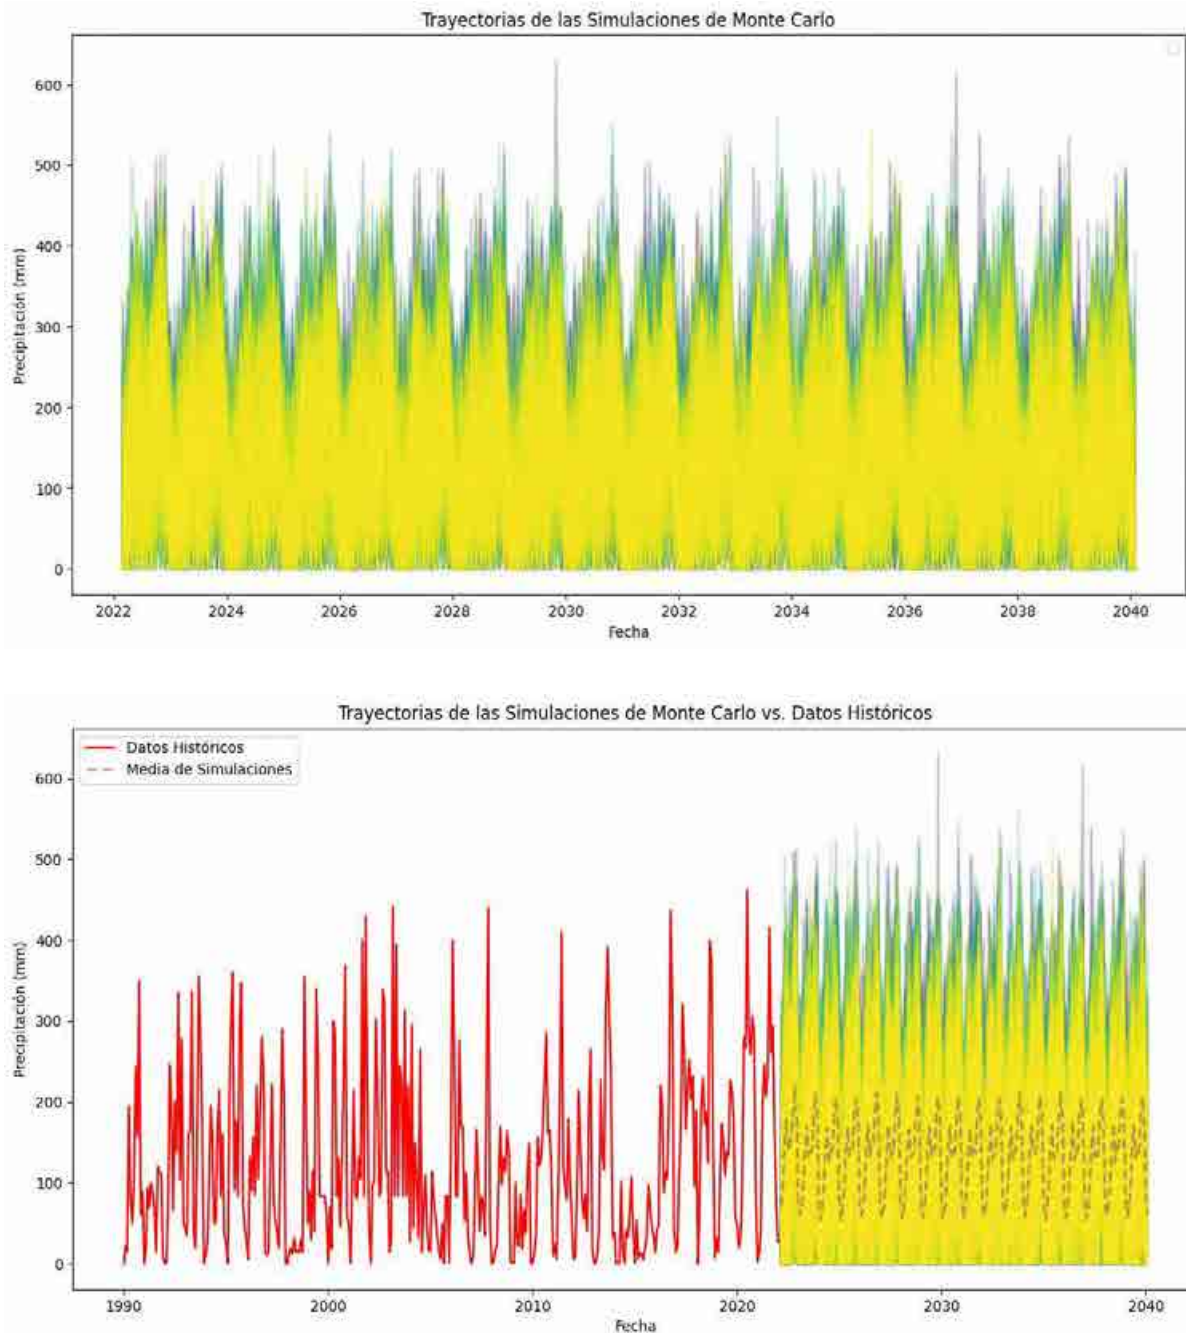 Trayectorias de las Simulaciones de Monte Carlo
600
500
400
300
200
100
0
Precipitación (mm)
2022 2024 2026 2028 2030 2032 2034 2036 2038 2040
Fecha
Trayectorias de las Simulaciones de Monte Carlo vs. Datos Históricos
Datos Históricos
Media de Simulaciones
600
500
400
300
200
100
0
Precipitación (mm)
1990 2000 2010 2020 2030 2040
Fecha